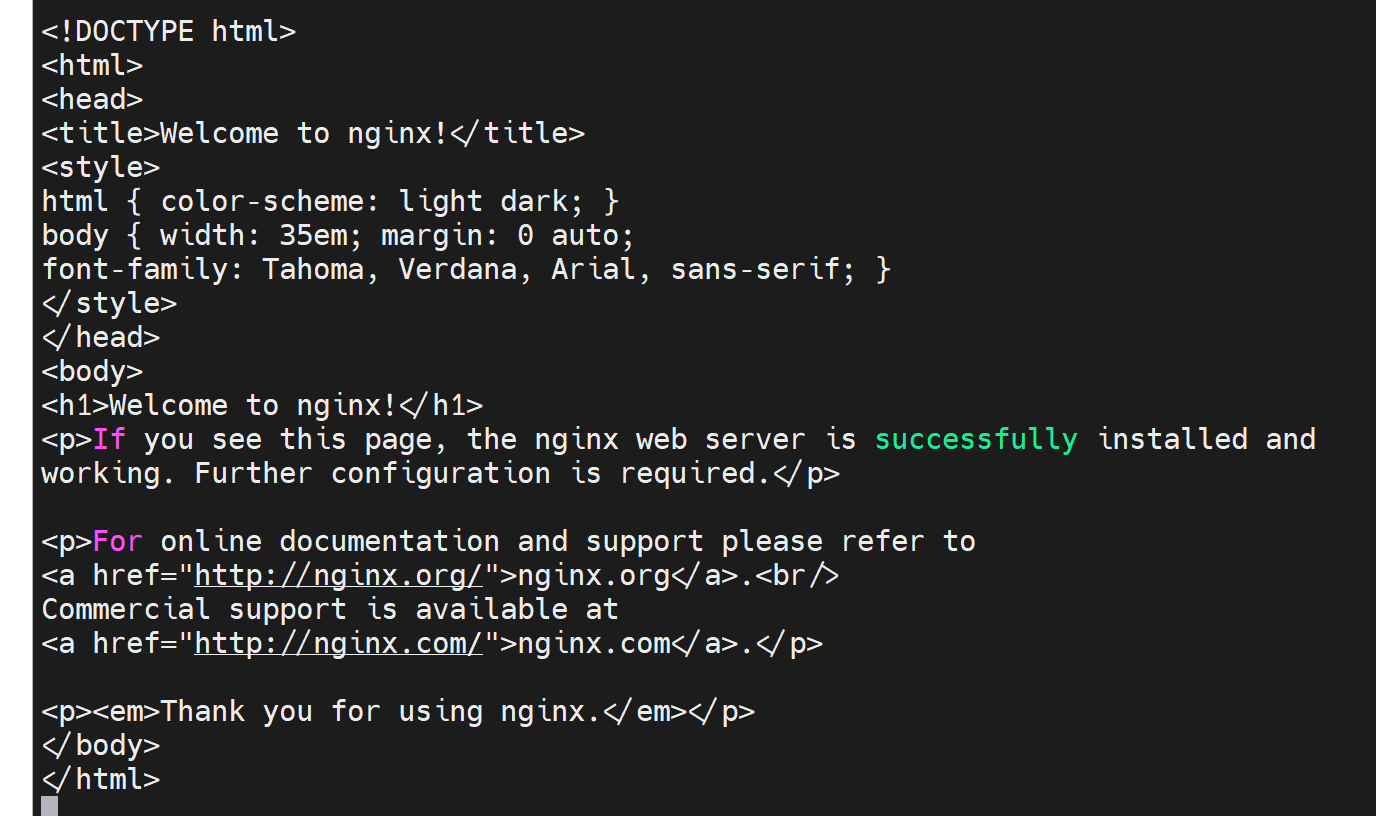 <!DOCTYPE html>
<html>
<head>
<title>Welcome to nginx!</title>
<style>
html { color-scheme: light dark; }
body { width: 35em; margin: 0 auto;
font-family: Tahoma, Verdana, Arial, sans-serif; }
</style>
</head>
<body>
<h1>Welcome to nginx!</h1>
<p>If you see this page, the nginx web server is successfully installed and
working. Further configuration is required.</p>

<p>For online documentation and support please refer to
<a href="http://nginx.org/">nginx.org</a>.<br/>
Commercial support is available at
<a href="http://nginx.com/">nginx.com</a>.</p>

<p><em>Thank you for using nginx.</em></p>
</body>
</html>